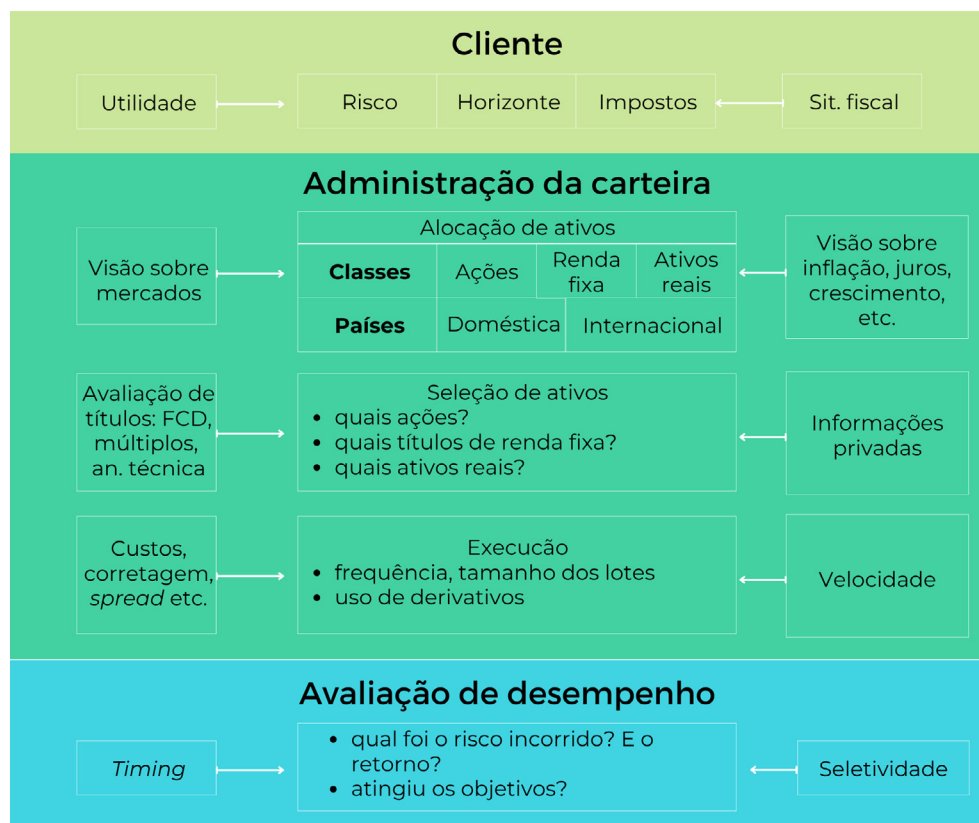 Cliente
Utilidade
Risco
Horizonte
Impostos
Sit. fiscal
Administração da carteira
Visão sobre
mercados
Alocação de ativos
Classes
Ações
Renda
fixa
Ativos
reais
Países
Doméstica
Internacional
Visão sobre
inflação, juros,
crescimento,
etc.
Avaliação de
títulos: FCD,
múltiplos,
an. técnica
Seleção de ativos
• quais ações?
• quais títulos de renda fixa?
• quais ativos reais?
Informações
privadas
Custos,
corretagem,
spread etc.
Execucão
• frequência, tamanho dos lotes
• uso de derivativos
Velocidade
Avaliação de desempenho
Timing
• qual foi o risco incorrido? E o
retorno?
• atingiu os objetivos?
Seletividade